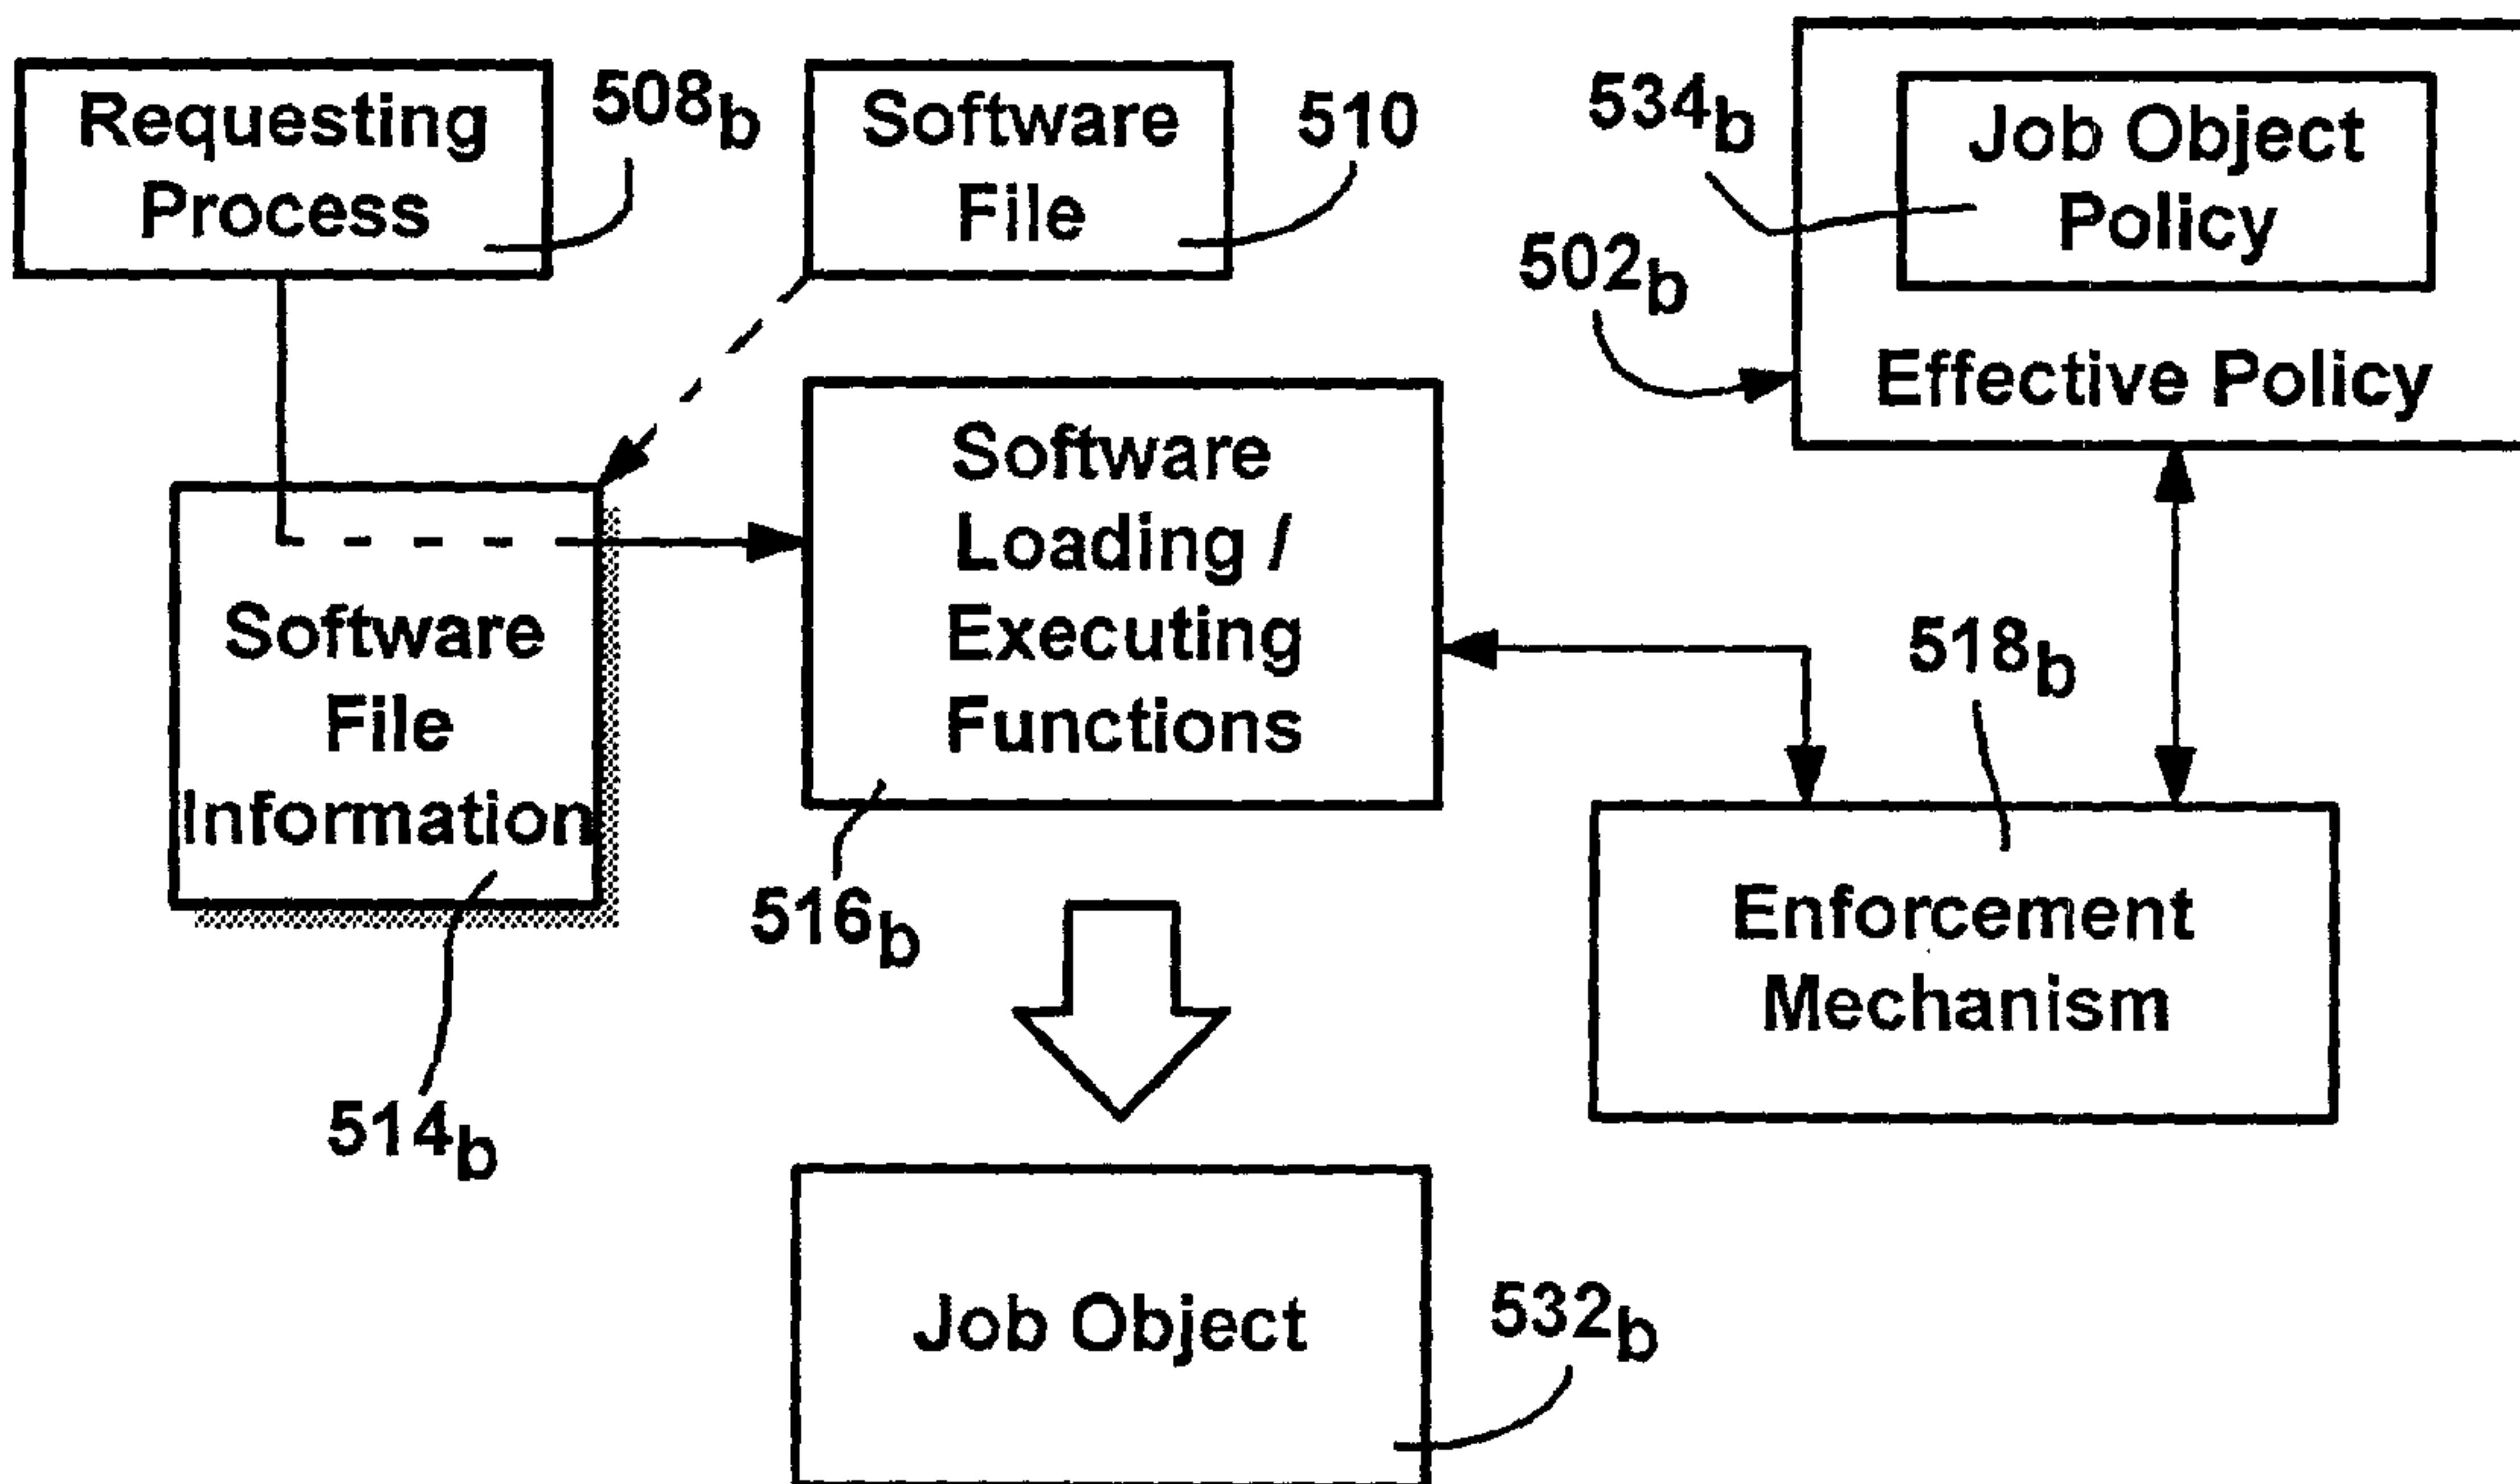 Requesting
Process
508b
Software
File
510
534b
Job Object
Policy
502b
Effective Policy
Software
Loading /
Executing
Functions
Software
File
Information
518b
516b
Enforcement
Mechanism
514b
Job Object
532b